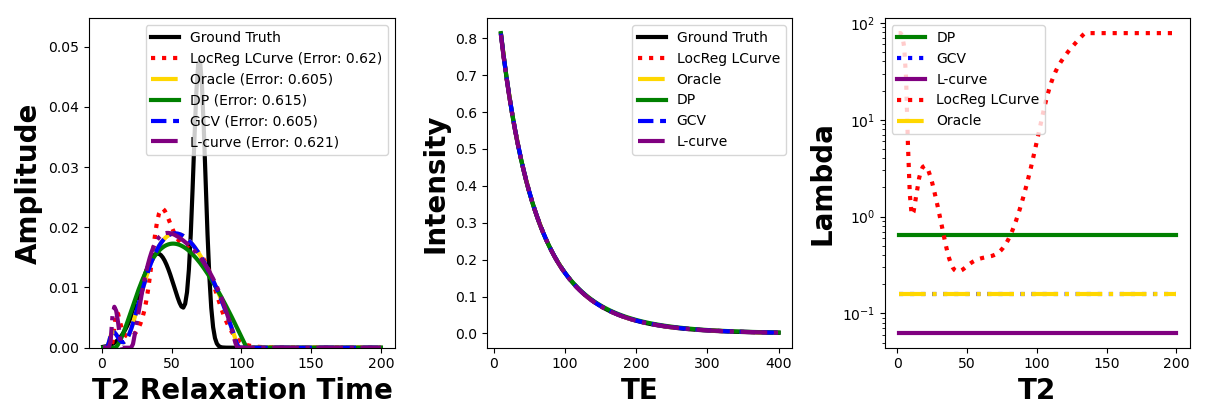 Amplitude
0.05
0.04
0.03
0.02
0.01
0.00
0
50
100
150
200
T2 Relaxation Time
Ground Truth
LocReg LCurve (Error: 0.62)
Oracle (Error: 0.605)
DP (Error: 0.615)
GCV (Error: 0.605)
L-curve (Error: 0.621)
Intensity
0.8
0.7
0.6
0.5
0.4
0.3
0.2
0.1
0.0
0
100
200
300
400
TE
Ground Truth
LocReg LCurve
Oracle
DP
GCV
L-curve
Lambda
10²
10¹
10⁰
10⁻¹
0
50
100
150
200
T2
DP
GCV
L-curve
LocReg LCurve
Oracle